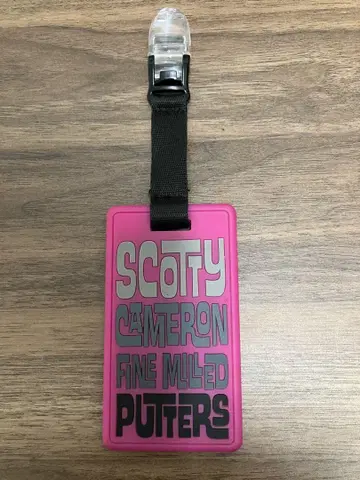 SCOTTY
CAMERON
FINE MILLED
PUTTERS